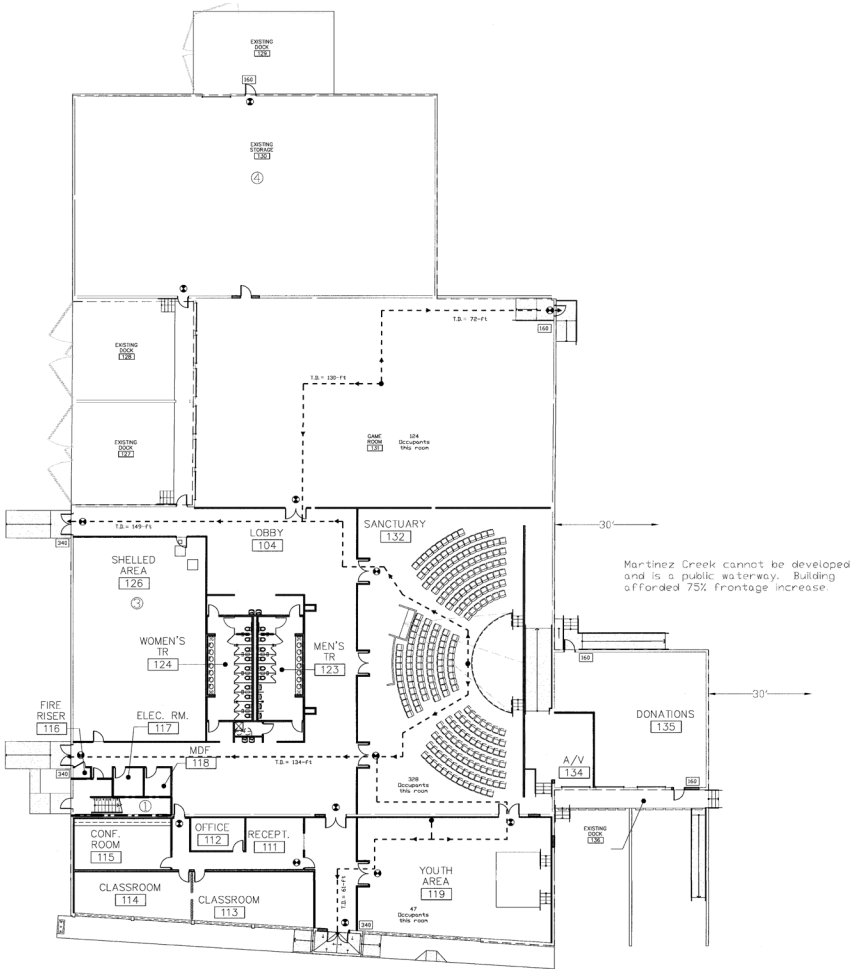 EXISTING
DOCK
129
160
EXISTING
STORAGE
130
4
T.D.= 72-Ft
160
EXISTING
DOCK
128
T.D.= 130-Ft
EXISTING
DOCK
127
GAME
ROOM
131
124
Occupants
this room
T.D.= 149-Ft
340
LOBBY
104
SANCTUARY
132
30'
SHELLED
AREA
126
3
Martinez Creek cannot be developed
and is a public waterway. Building
afforded 75% frontage increase.
WOMEN'S
TR
124
MEN'S
TR
123
160
30'
DONATIONS
135
FIRE
RISER
116
ELEC. RM.
117
MDF
118
T.D.= 134-Ft
340
A/V
134
160
328
Occupants
this room
1
CONF.
ROOM
115
OFFICE
112
RECEPT.
111
EXISTING
DOCK
136
CLASSROOM
114
CLASSROOM
113
T.D.= 61-Ft
YOUTH
AREA
119
47
Occupants
this room
340